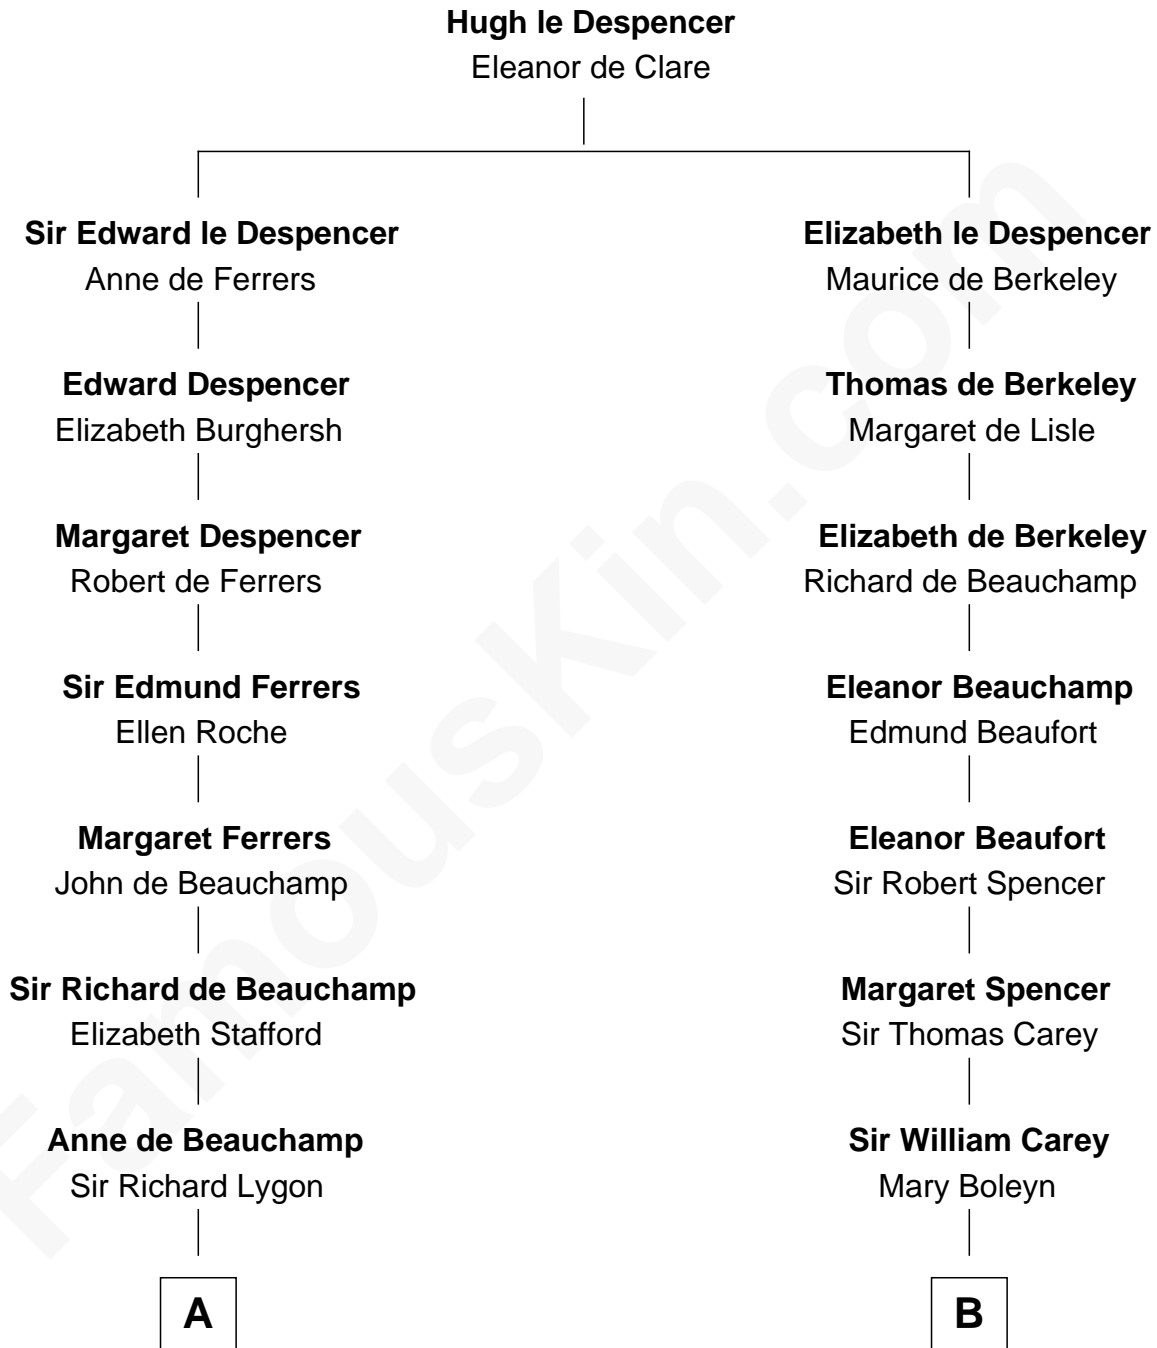 Hugh le Despencer
Eleanor de Clare
Sir Edward le Despencer
Anne de Ferrers
Elizabeth le Despencer
Maurice de Berkeley
Edward Despencer
Elizabeth Burghersh
Thomas de Berkeley
Margaret de Lisle
Margaret Despencer
Robert de Ferrers
Elizabeth de Berkeley
Richard de Beauchamp
Sir Edmund Ferrers
Ellen Roche
Eleanor Beauchamp
Edmund Beaufort
Margaret Ferrers
John de Beauchamp
Eleanor Beaufort
Sir Robert Spencer
Sir Richard de Beauchamp
Elizabeth Stafford
Margaret Spencer
Sir Thomas Carey
Anne de Beauchamp
Sir Richard Lygon
Sir William Carey
Mary Boleyn
A
B
FamousKin.com